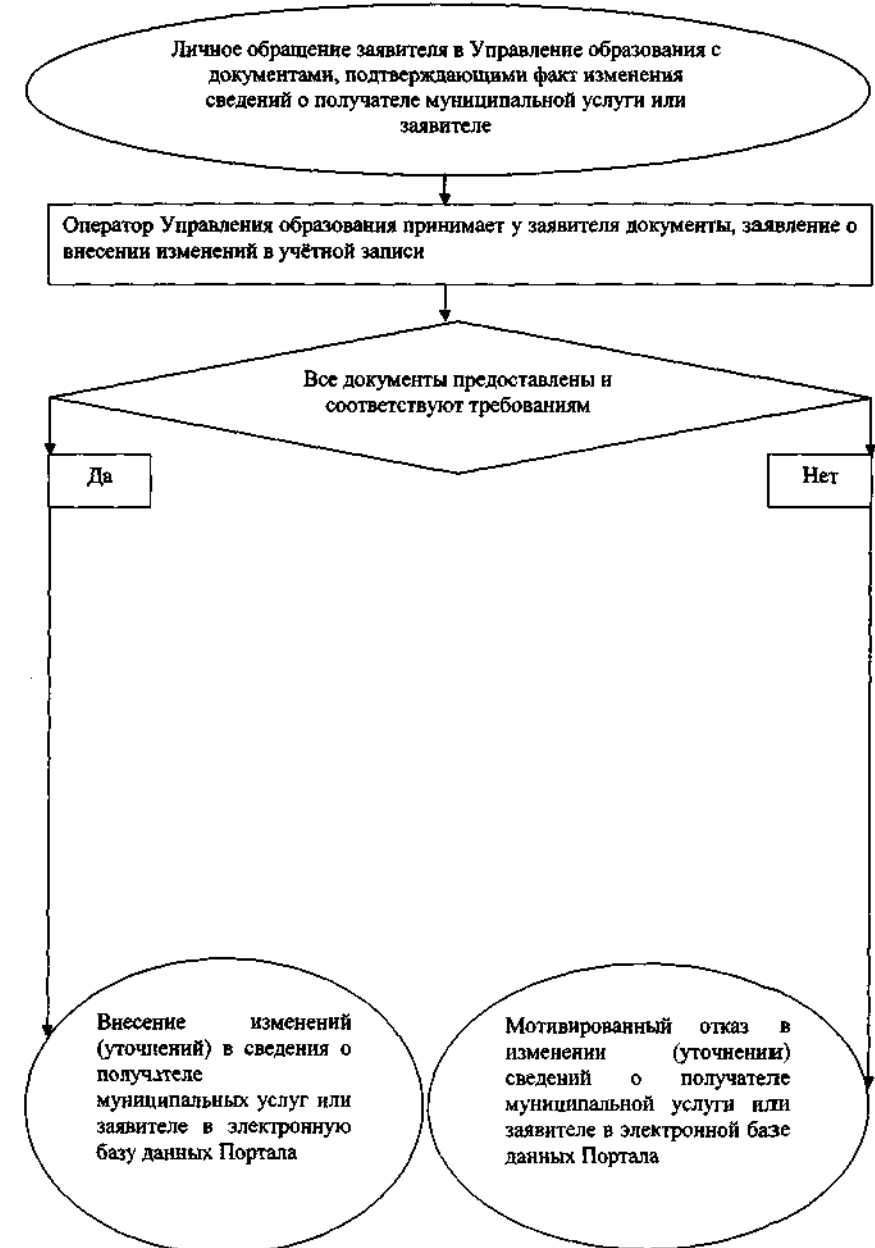 Личное обращение заявителя в Управление образования с
документами, подтверждающими факт изменения
сведений о получателе муниципальной услуги или
заявителе
Оператор Управления образования принимает у заявителя документы, заявление о
внесении изменений в учётной записи
Все документы предоставлены и
соответствуют требованиям
Да
Нет
Внесение изменений
(уточнений) в сведения о
получателе
муниципальных услуг или
заявителе в электронную
базу данных Портала
Мотивированный отказ в
изменении (уточнении)
сведений о получателе
муниципальной услуги или
заявителе в электронной базе
данных Портала